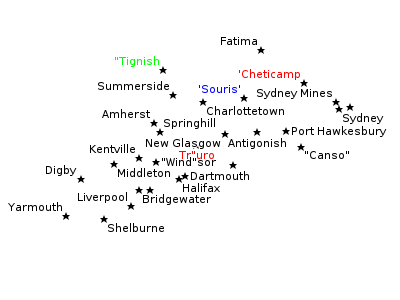 Fatima
"Tignish
'Cheticamp
Summerside
'Souris'
Sydney Mines
Charlottetown
Sydney
Amherst
Springhill
Port Hawkesbury
New Glasgow
Antigonish
Kentville
Tr"uro
"Canso"
"Wind"sor
Digby
Middleton
Dartmouth
Halifax
Liverpool
Bridgewater
Yarmouth
Shelburne